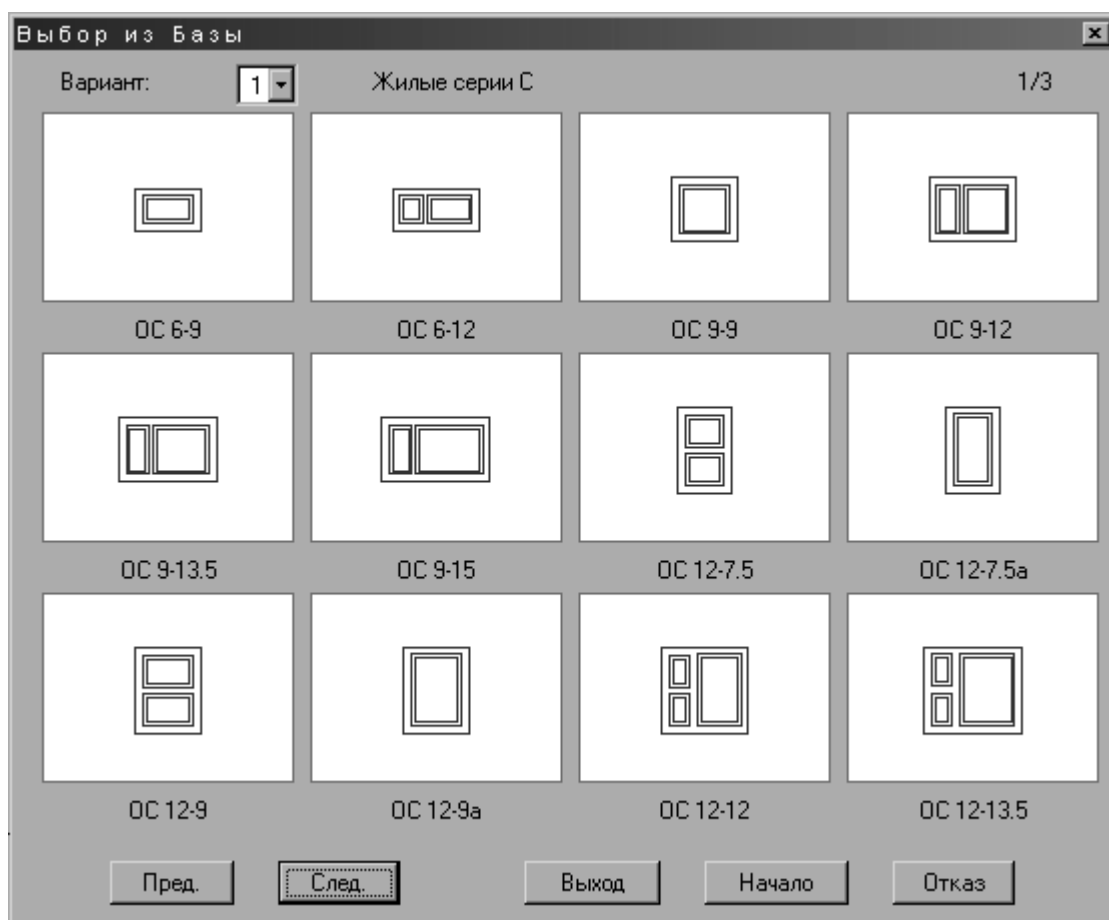 Выбор из Базы
Вариант: 1 Жилые серии С 1/3
ОС 6-9 ОС 6-12 ОС 9-9 ОС 9-12
ОС 9-13.5 ОС 9-15 ОС 12-7.5 ОС 12-7.5а
ОС 12-9 ОС 12-9а ОС 12-12 ОС 12-13.5
Пред. След. Выход Начало Отказ